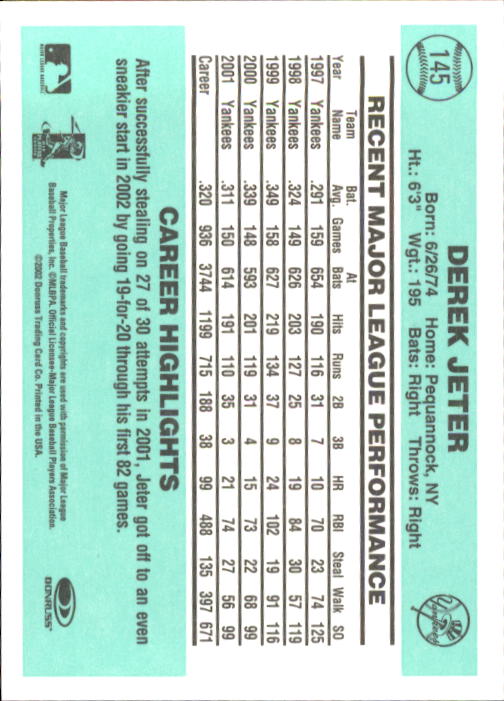 145
DEREK JETER
Born: 6/26/74 Home: Pequannock, NY
Ht.: 6'3" Wgt.: 195 Bats: Right Throws: Right
Yankees
RECENT MAJOR LEAGUE PERFORMANCE
Team Bat. At
Year Name Avg. Games Bats Hits Runs 2B 3B HR RBI Steal Walk SO
1997 Yankees .291 159 654 190 116 31 7 10 70 23 74 125
1998 Yankees .324 149 626 203 127 25 8 19 84 30 57 119
1999 Yankees .349 158 627 219 134 37 9 24 102 19 91 116
2000 Yankees .339 148 593 201 119 31 4 15 73 22 68 99
2001 Yankees .311 150 614 191 110 35 3 21 74 27 56 99
Career .320 936 3744 1199 715 188 38 99 488 135 397 671
CAREER HIGHLIGHTS
After successfully stealing on 27 of 30 attempts in 2001, Jeter got off to an even
sneakier start in 2002 by going 19-for-20 through his first 82 games.
Major League Baseball trademarks and copyrights are used with permission of Major League
Baseball Properties, Inc. ©MLBPA. Official Licensee-Major League Baseball Players Association.
©2002 Donruss Trading Card Co. Printed in the USA.
DONRUSS